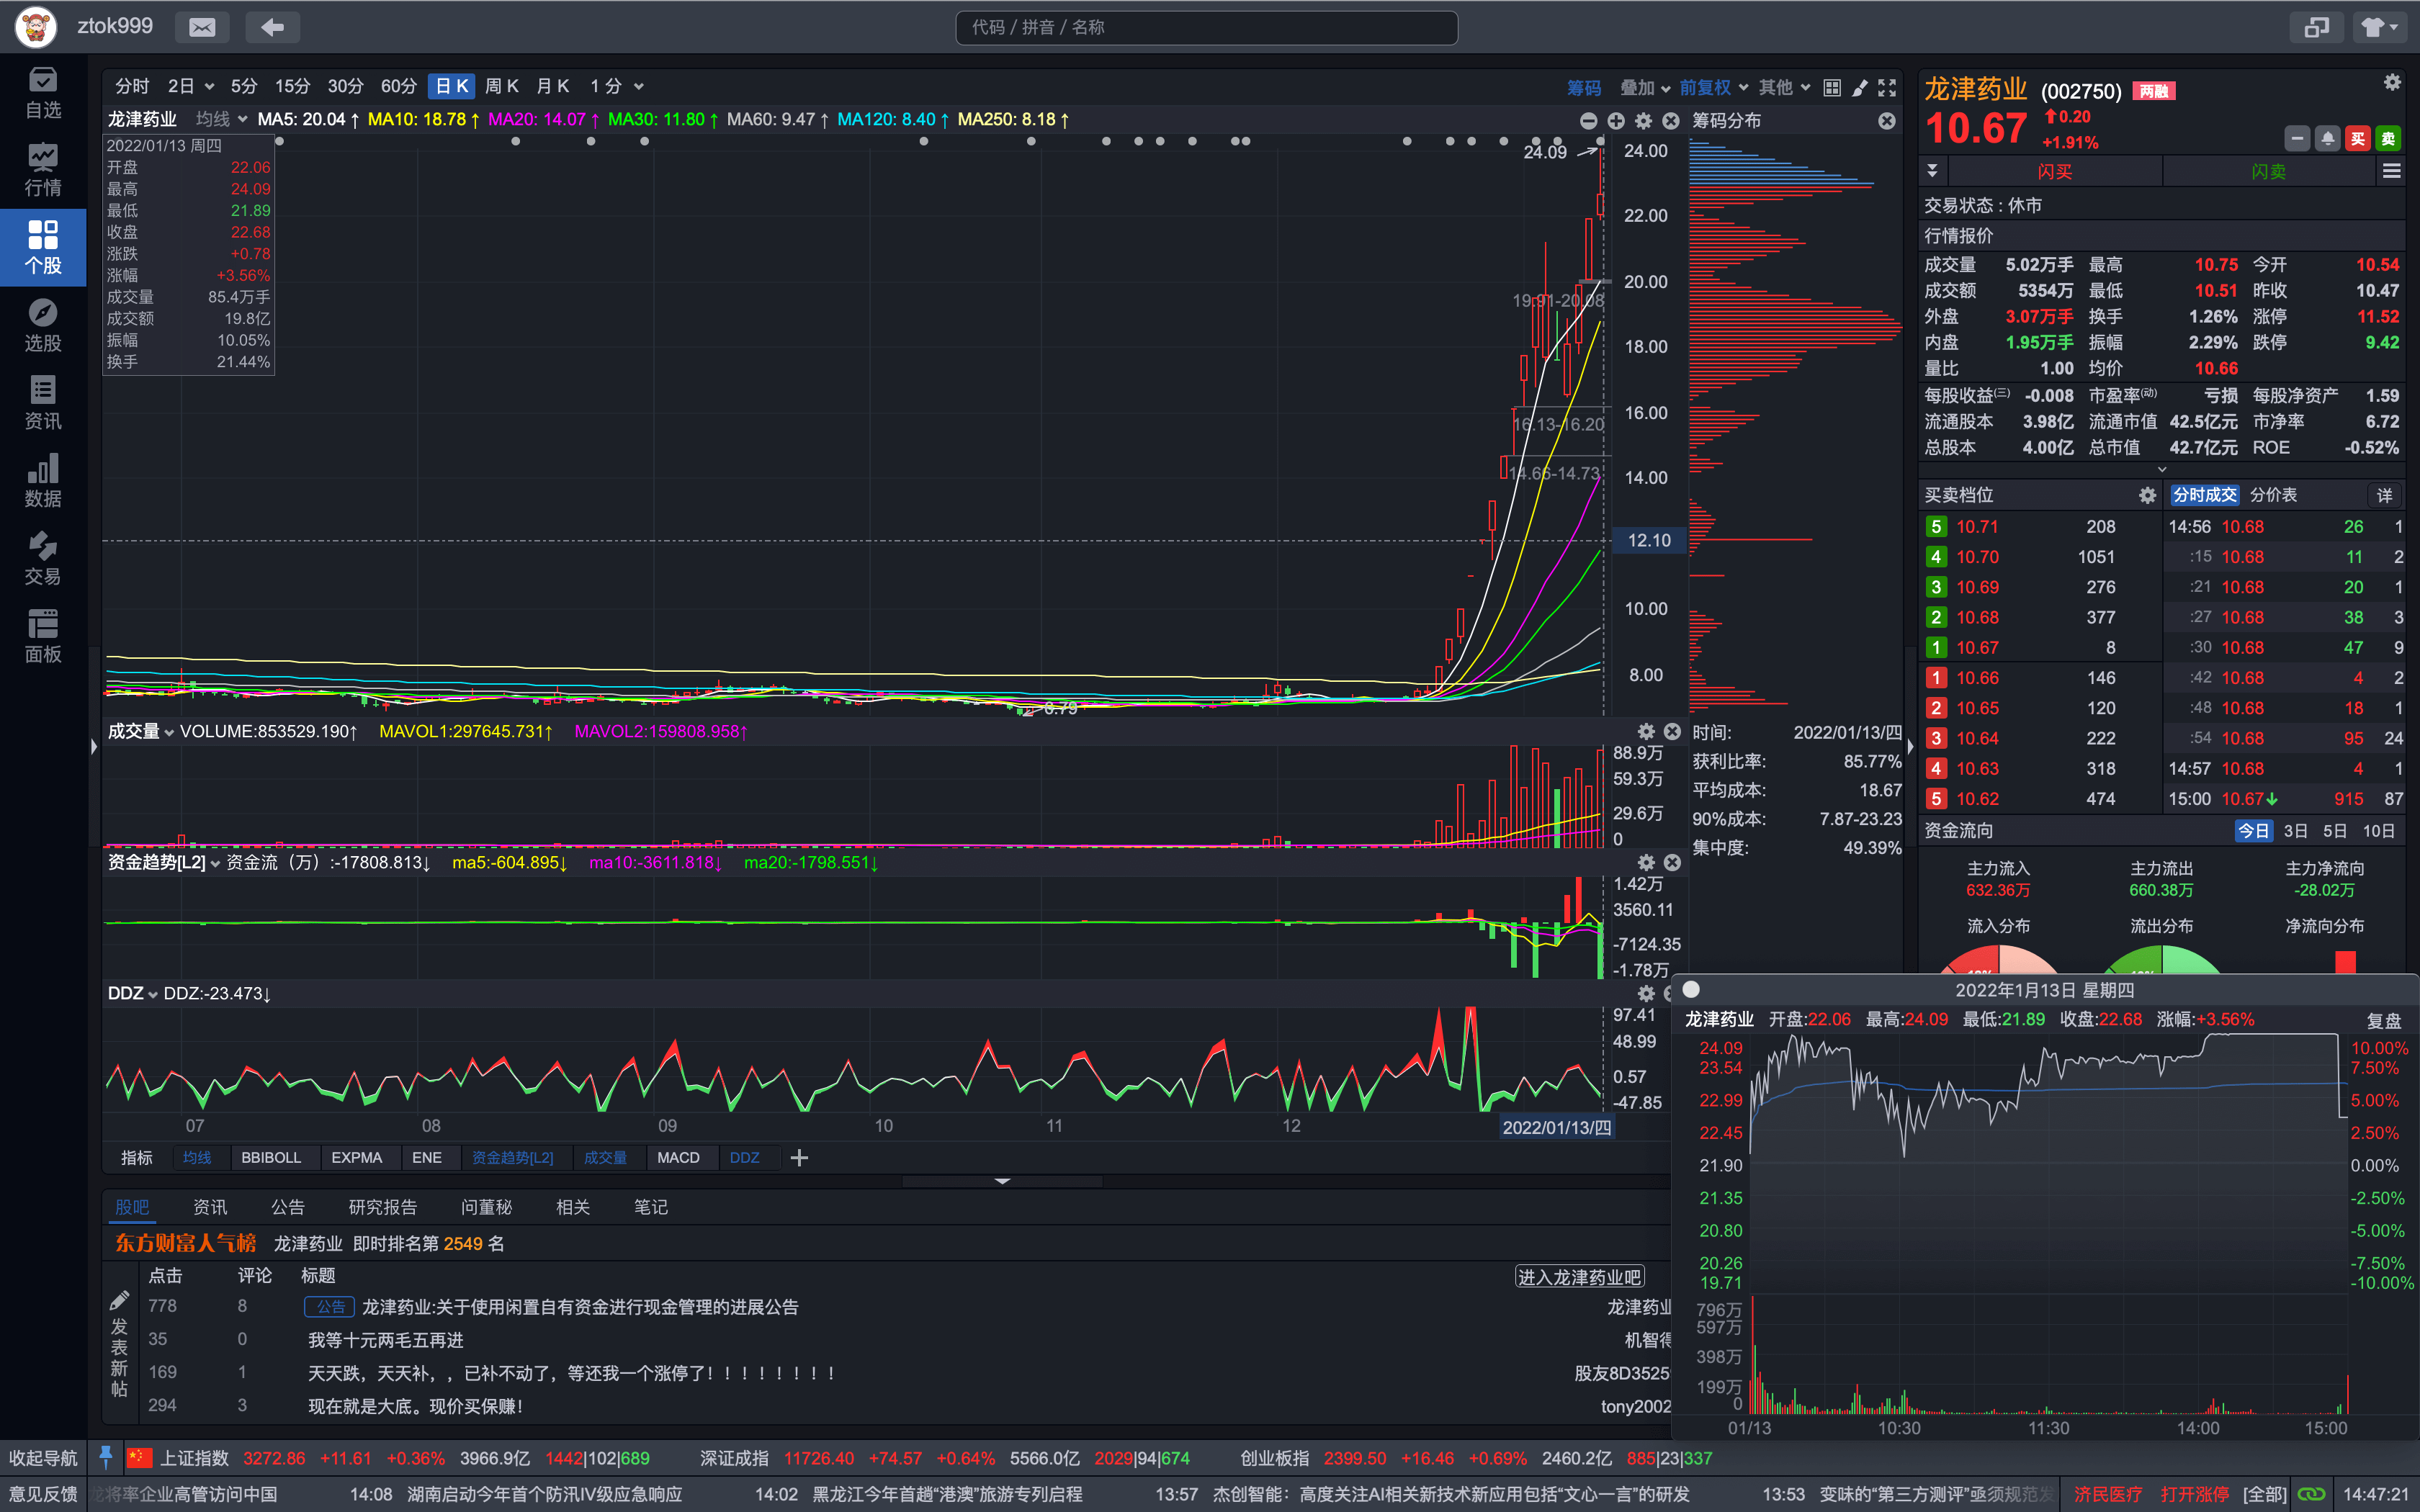 ztok999
代码 / 拼音 / 名称
自选
行情
个股
选股
资讯
数据
交易
面板
分时 2日 5分 15分 30分 60分 日K 周K 月K 1分 筹码 叠加 前复权 其他
龙津药业 均线 MA5: 20.04↑ MA10: 18.78↑ MA20: 14.07↑ MA30: 11.80↑ MA60: 9.47↑ MA120: 8.40↑ MA250: 8.18↑
2022/01/13 周四
开盘 22.06
最高 24.09
最低 21.89
收盘 22.68
涨跌 +0.78
涨幅 +3.56%
成交量 85.4万手
成交额 19.8亿
振幅 10.05%
换手 21.44%
24.09
19.91-20.08
16.13-16.20
14.66-14.73
6.79
24.00
22.00
20.00
18.00
16.00
14.00
12.10
10.00
8.00
筹码分布
时间: 2022/01/13/四
获利比率: 85.77%
平均成本: 18.67
90%成本: 7.87-23.23
集中度: 49.39%
成交量 VOLUME:853529.190↑ MAVOL1:297645.731↑ MAVOL2:159808.958↑
88.9万
59.3万
29.6万
0
资金趋势[L2] 资金流（万）:-17808.813↓ ma5:-604.895↓ ma10:-3611.818↓ ma20:-1798.551↓
1.42万
3560.11
-7124.35
-1.78万
DDZ DDZ:-23.473↓
97.41
48.99
0.57
-47.85
07 08 09 10 11 12 2022/01/13/四
指标 均线 BBIBOLL EXPMA ENE 资金趋势[L2] 成交量 MACD DDZ
股吧 资讯 公告 研究报告 问董秘 相关 笔记
东方财富人气榜 龙津药业 即时排名第 2549 名
点击 评论 标题 进入龙津药业吧
发表新帖
778 8 公告 龙津药业:关于使用闲置自有资金进行现金管理的进展公告 龙津药业
35 0 我等十元两毛五再进 机智得
169 1 天天跌，天天补，，已补不动了，等还我一个涨停了！！！！！！！！ 股友8D3525
294 3 现在就是大底。现价买保赚！ tony2002
龙津药业 (002750) 两融
10.67 0.20
+1.91%
买 卖
闪买 闪卖
交易状态：休市
行情报价
成交量 5.02万手 最高 10.75 今开 10.54
成交额 5354万 最低 10.51 昨收 10.47
外盘 3.07万手 换手 1.26% 涨停 11.52
内盘 1.95万手 振幅 2.29% 跌停 9.42
量比 1.00 均价 10.66
每股收益(三) -0.008 市盈率(动) 亏损 每股净资产 1.59
流通股本 3.98亿 流通市值 42.5亿元 市净率 6.72
总股本 4.00亿 总市值 42.7亿元 ROE -0.52%
买卖档位 分时成交 分价表 详
5 10.71 208 14:56 10.68 26 1
4 10.70 1051 :15 10.68 11 2
3 10.69 276 :21 10.68 20 1
2 10.68 377 :27 10.68 38 3
1 10.67 8 :30 10.68 47 9
1 10.66 146 :42 10.68 4 2
2 10.65 120 :48 10.68 18 1
3 10.64 222 :54 10.68 95 24
4 10.63 318 14:57 10.68 4 1
5 10.62 474 15:00 10.67↓ 915 87
资金流向 今日 3日 5日 10日
主力流入 主力流出 主力净流向
632.36万 660.38万 -28.02万
流入分布 流出分布 净流向分布
2022年1月13日 星期四
龙津药业 开盘:22.06 最高:24.09 最低:21.89 收盘:22.68 涨幅:+3.56% 复盘
24.09 10.00%
23.54 7.50%
22.99 5.00%
22.45 2.50%
21.90 0.00%
21.35 -2.50%
20.80 -5.00%
20.26 -7.50%
19.71 -10.00%
796万
597万
398万
199万
0
01/13 10:30 11:30 14:00 15:00
收起导航 上证指数 3272.86 +11.61 +0.36% 3966.9亿 1442|102|689 深证成指 11726.40 +74.57 +0.64% 5566.0亿 2029|94|674 创业板指 2399.50 +16.46 +0.69% 2460.2亿 885|23|337
意见反馈 龙将率企业高管访问中国 14:08 湖南启动今年首个防汛IV级应急响应 14:02 黑龙江今年首趟“港澳”旅游专列启程 13:57 杰创智能：高度关注AI相关新技术新应用包括“文心一言”的研发 13:53 变味的“第三方测评”亟须规范发 济民医疗 打开涨停 [全部] 14:47:21